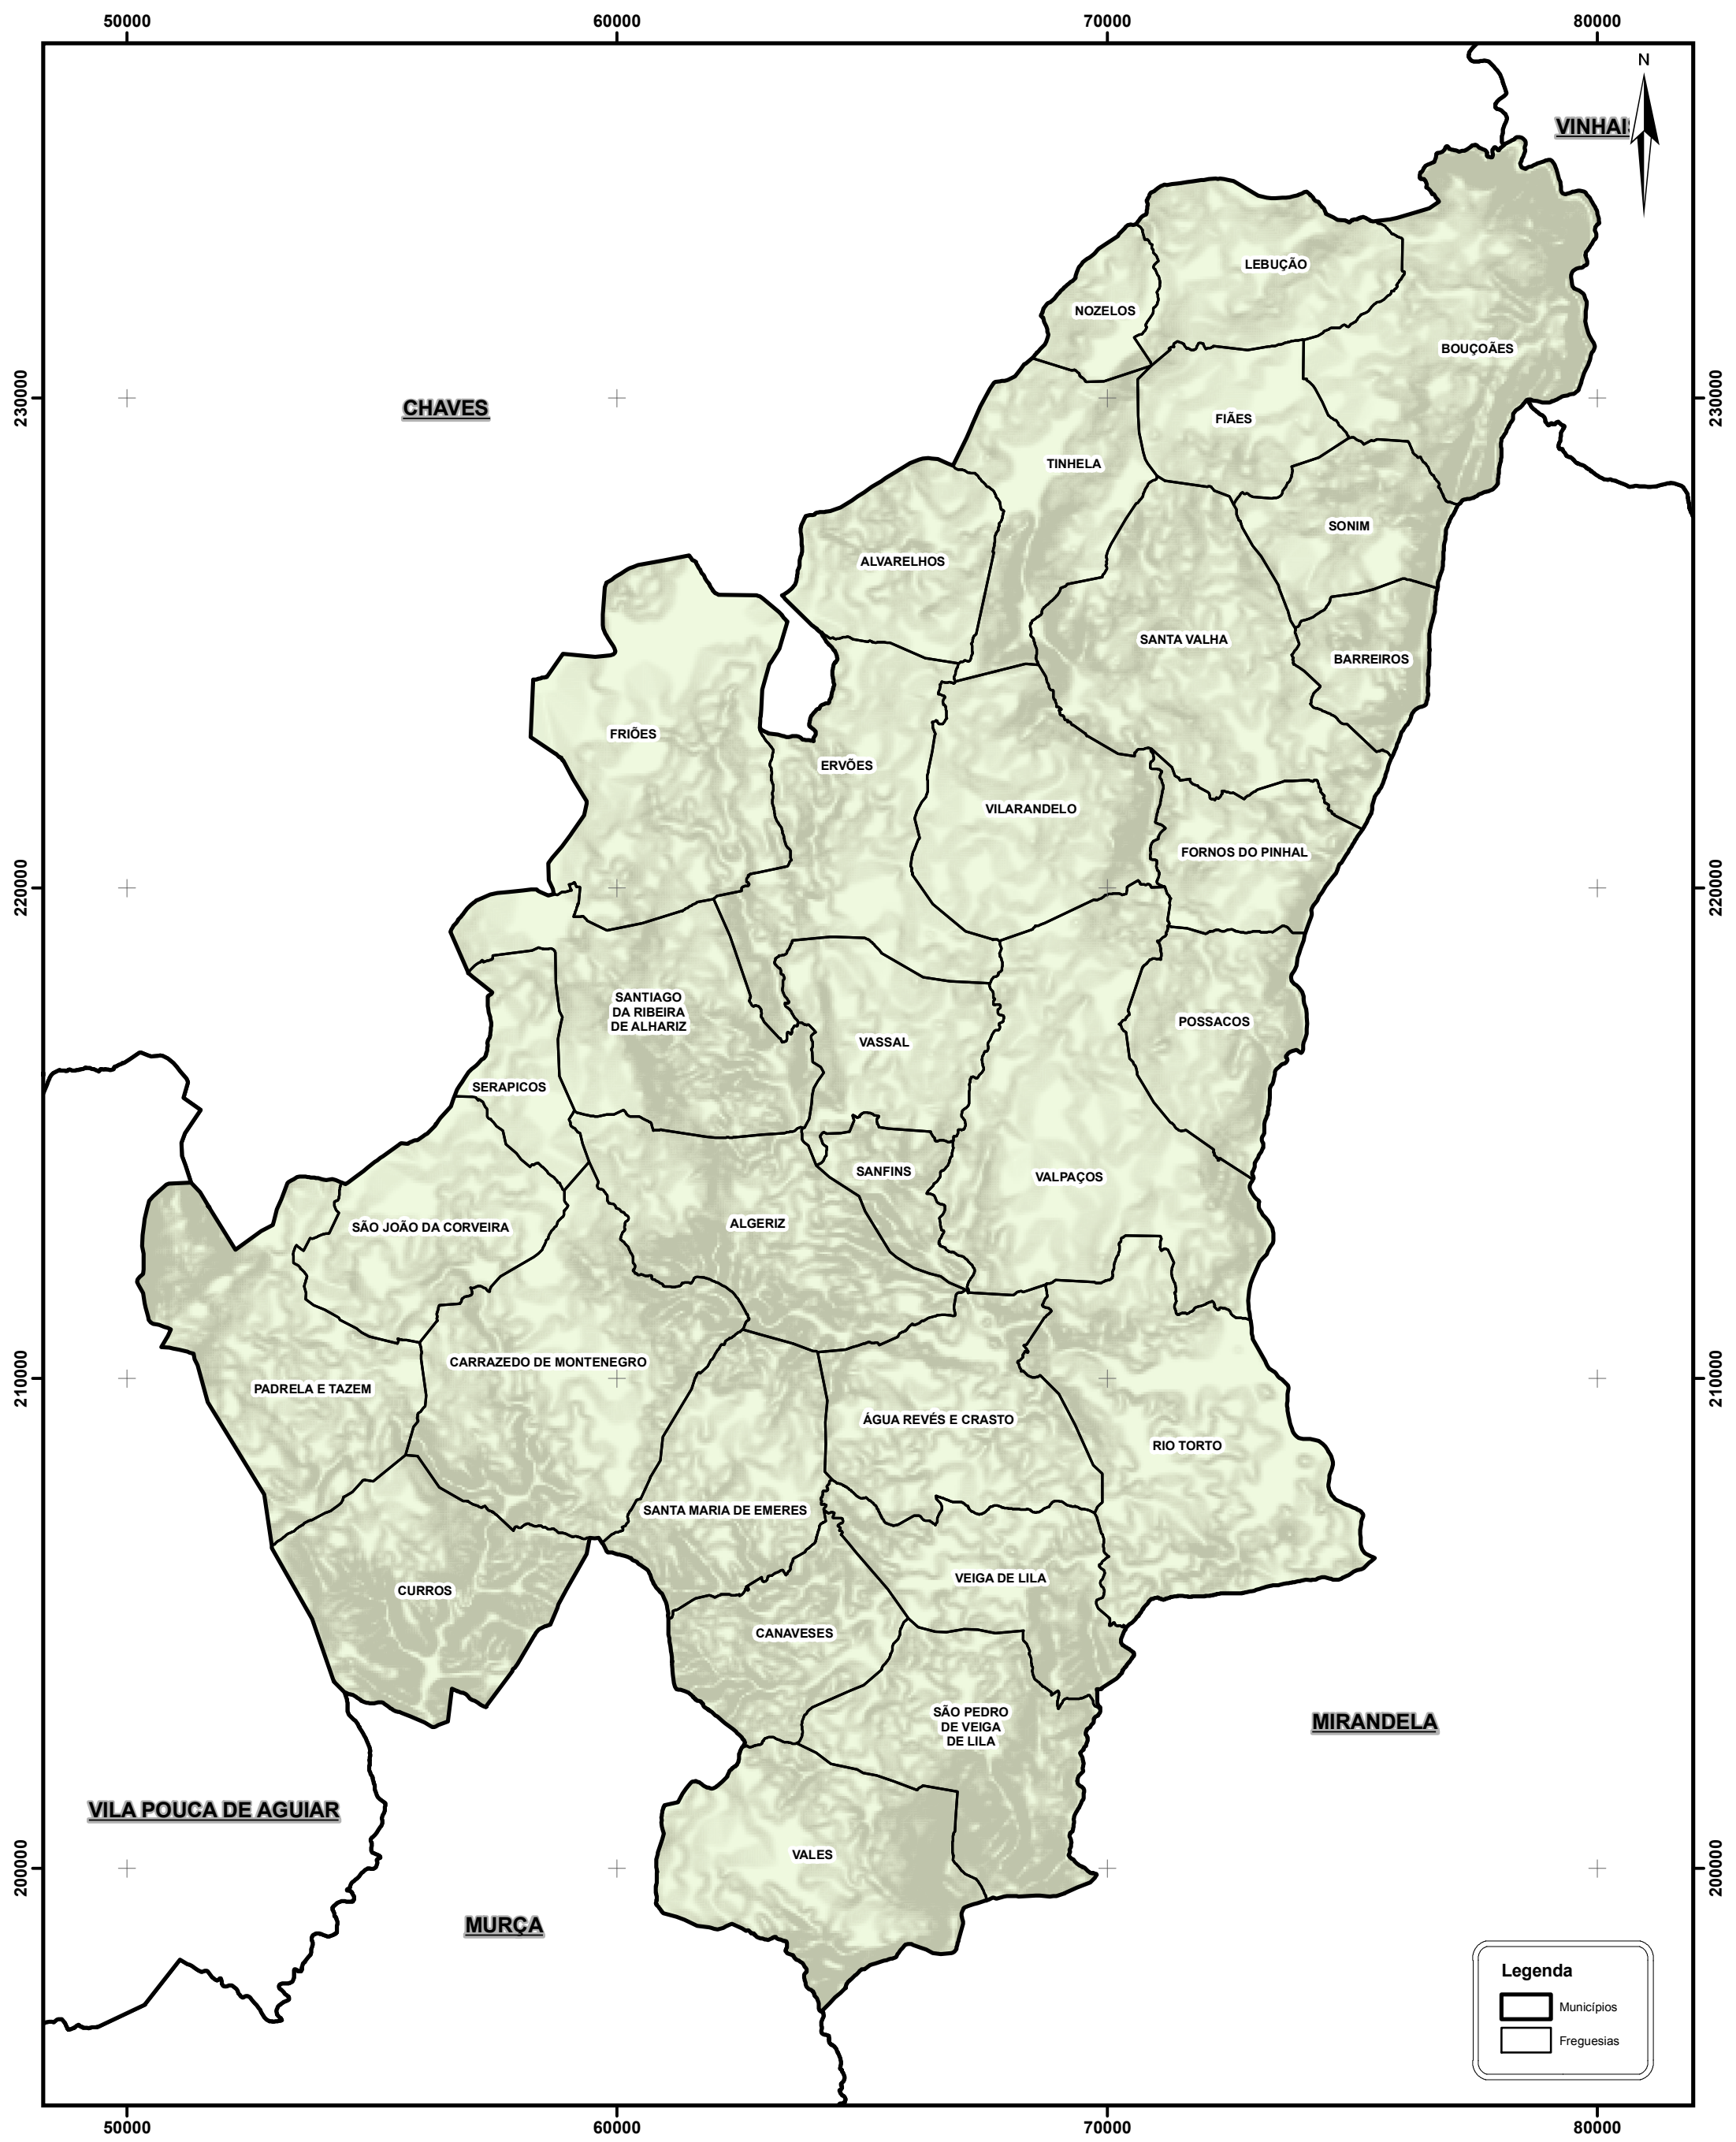 50000
60000
70000
80000
N
VINHAI
LEBUÇÃO
NOZELOS
BOUÇOÃES
230000
CHAVES
230000
FIÃES
TINHELA
SONIM
ALVARELHOS
SANTA VALHA
BARREIROS
FRIÕES
ERVÕES
VILARANDELO
FORNOS DO PINHAL
220000
220000
SANTIAGO
DA RIBEIRA
DE ALHARIZ
POSSACOS
VASSAL
SERAPICOS
SANFINS
VALPAÇOS
ALGERIZ
SÃO JOÃO DA CORVEIRA
CARRAZEDO DE MONTENEGRO
210000
210000
PADRELA E TAZEM
ÁGUA REVÉS E CRASTO
RIO TORTO
SANTA MARIA DE EMERES
VEIGA DE LILA
CURROS
CANAVESES
SÃO PEDRO
DE VEIGA
DE LILA
MIRANDELA
VILA POUCA DE AGUIAR
VALES
200000
200000
MURÇA
Legenda
Municípios
Freguesias
50000
60000
70000
80000